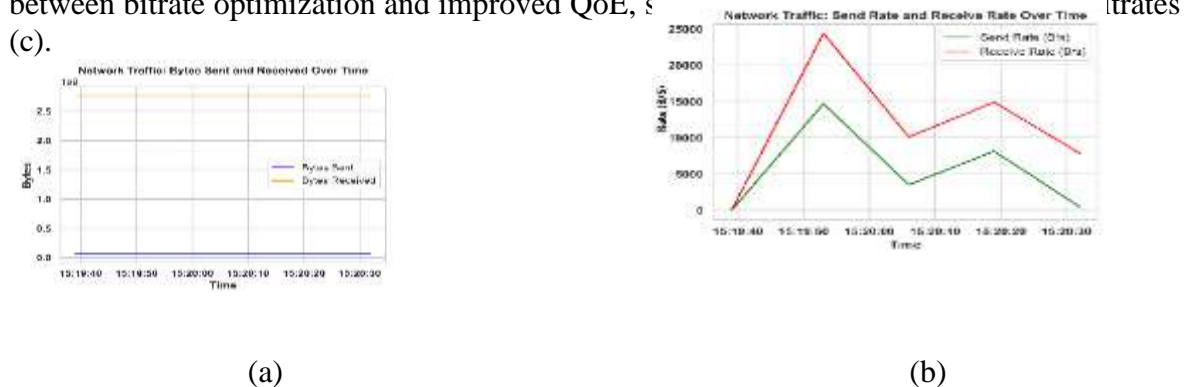 between bitrate optimization and improved QoE, s
trates
(c).
Network Traffic: Bytes Sent and Received Over Time
2.5
2.0
1.5
1.0
0.5
0.0
Bytes
Bytes Sent
Bytes Received
15:19:40 15:19:50 15:20:00 15:20:10 15:20:20 15:20:30
Time
(a)
Network Traffic: Send Rate and Receive Rate Over Time
25000
20000
15000
10000
5000
0
Rate (B/s)
Send Rate (B/s)
Receive Rate (B/s)
15:19:40 15:19:50 15:20:00 15:20:10 15:20:20 15:20:30
Time
(b)